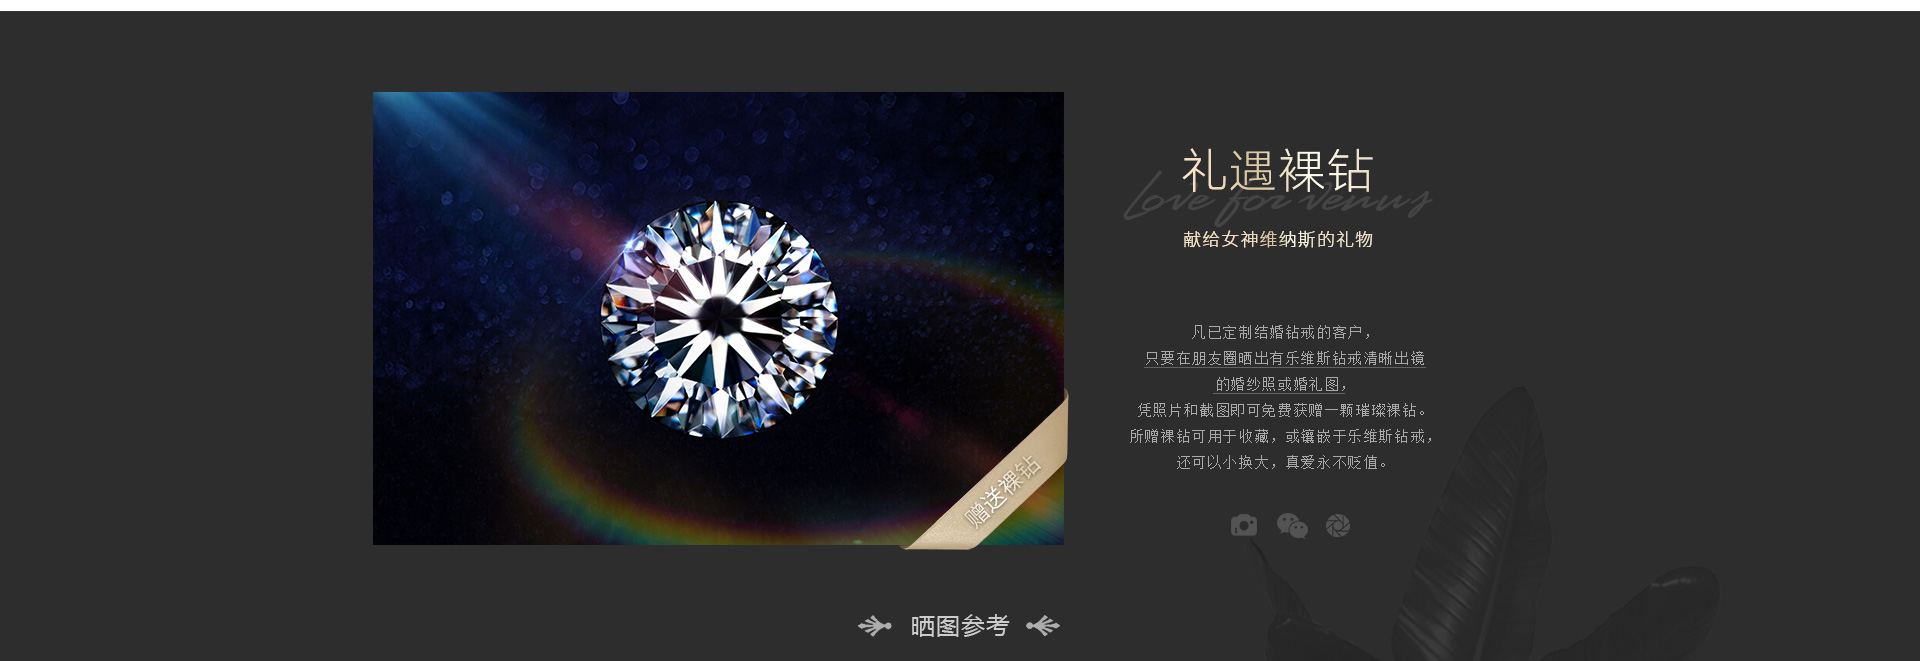 礼遇裸钻
Love for venus
献给女神维纳斯的礼物
凡已定制结婚钻戒的客户，
只要在朋友圈晒出有乐维斯钻戒清晰出镜
的婚纱照或婚礼图，
凭照片和截图即可免费获赠一颗璀璨裸钻。
所赠裸钻可用于收藏，或镶嵌于乐维斯钻戒，
还可以小换大，真爱永不贬值。
赠送裸钻
晒图参考